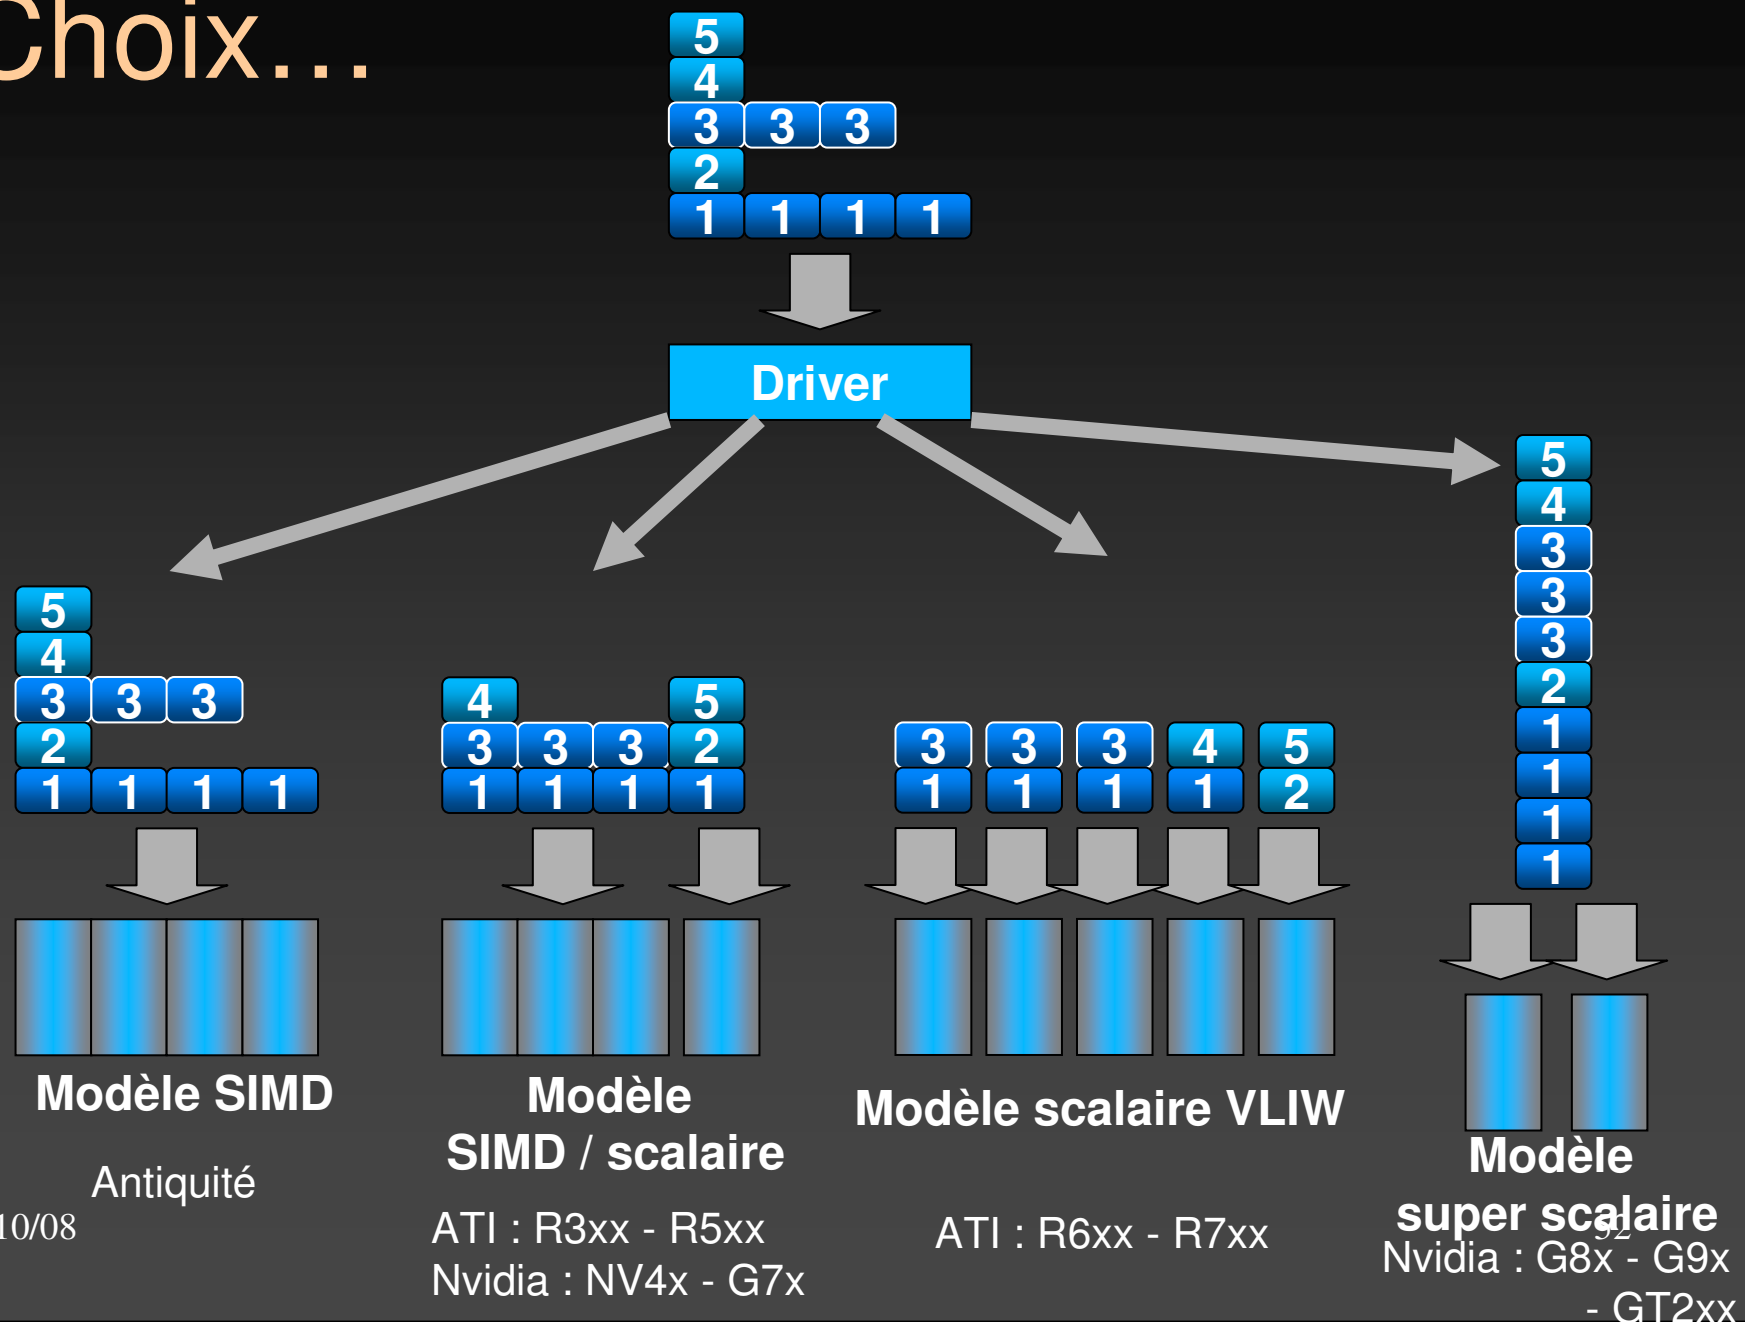 Choix...
5
4
3 3 3
2
1 1 1 1
Driver
5
4
3 3 3
2
1 1 1 1
4 5
3 3 3 2
1 1 1 1
3 3 3 4 5
1 1 1 1 2
5
4
3
3
3
2
1
1
1
1
Modèle SIMD
Antiquité
Modèle
SIMD / scalaire
ATI : R3xx - R5xx
Nvidia : NV4x - G7x
Modèle scalaire VLIW
ATI : R6xx - R7xx
Modèle
super scalaire
Nvidia : G8x - G9x
- GT2xx
10/08
92